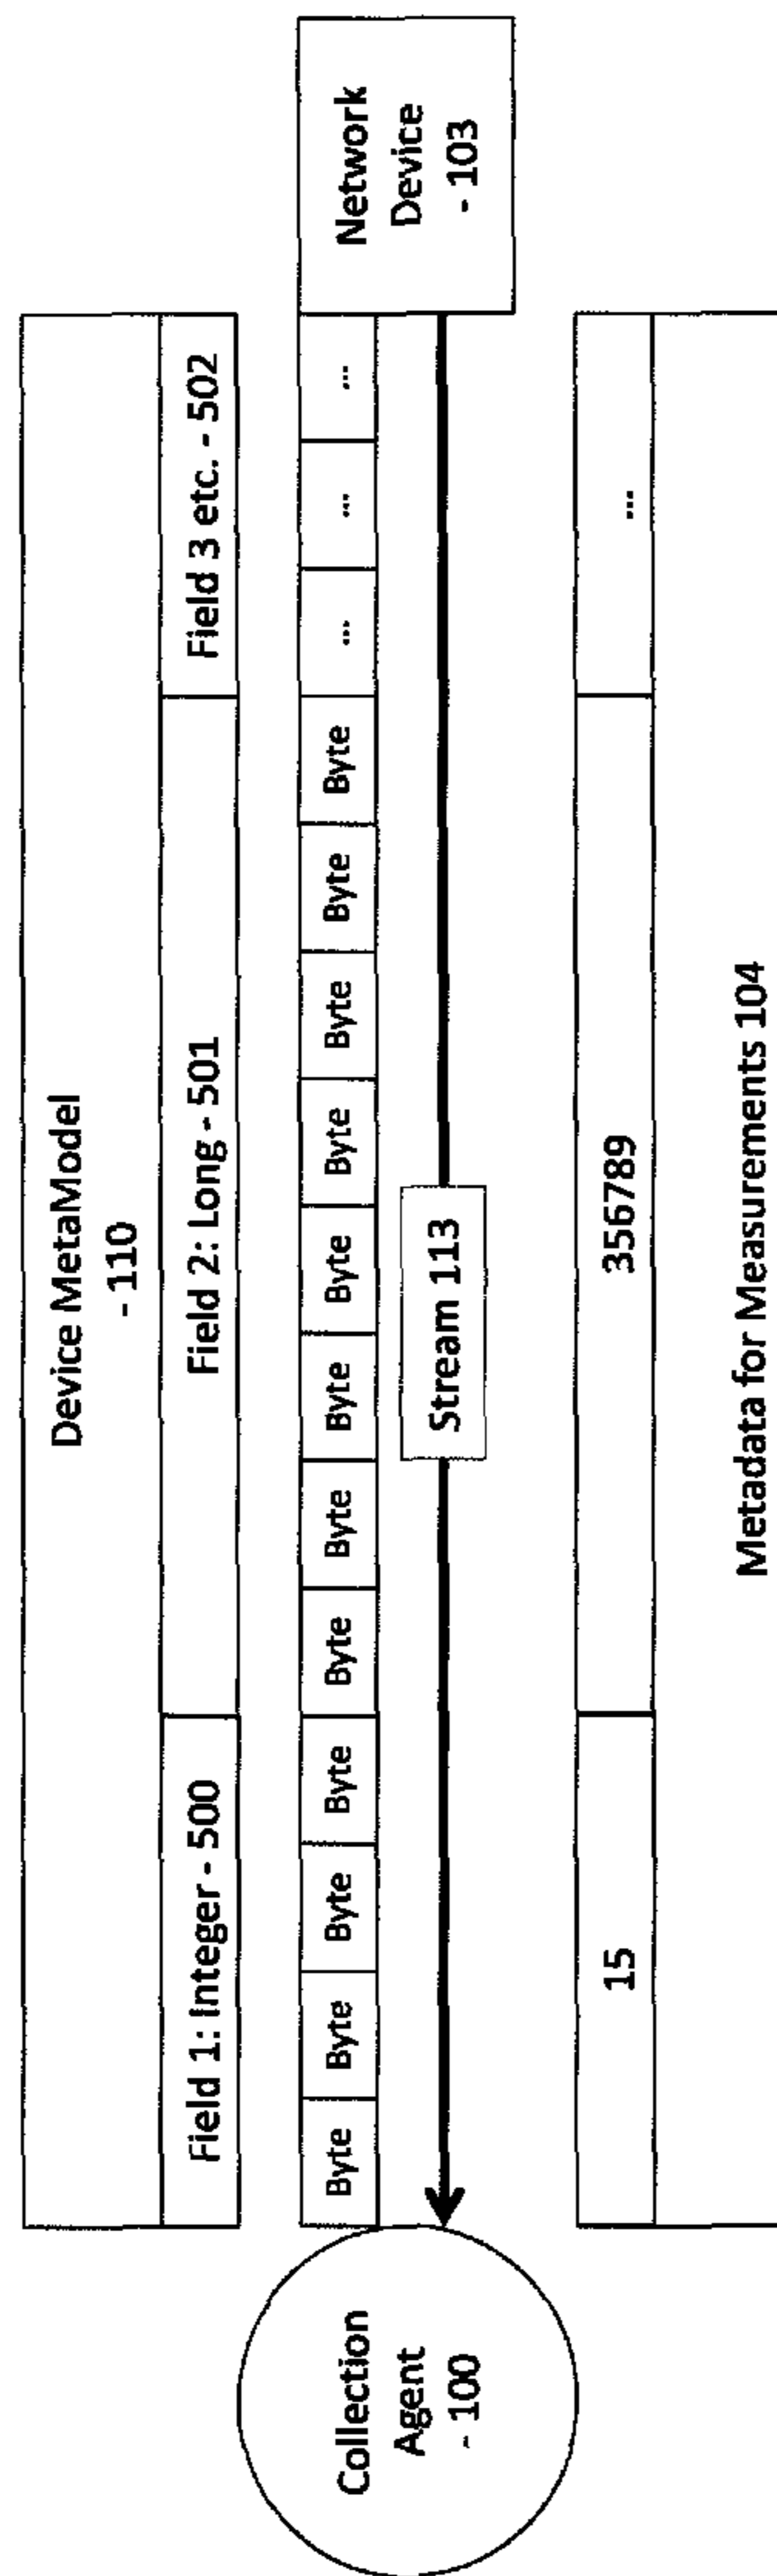 Device MetaModel
- 110
Field 1: Integer - 500
Field 2: Long - 501
Field 3 etc. - 502
Collection
Agent
- 100
Byte
Byte
Byte
Byte
Byte
Byte
Byte
Byte
Byte
Byte
Byte
Byte
...
...
...
Network
Device
- 103
Stream 113
15
356789
...
Metadata for Measurements 104